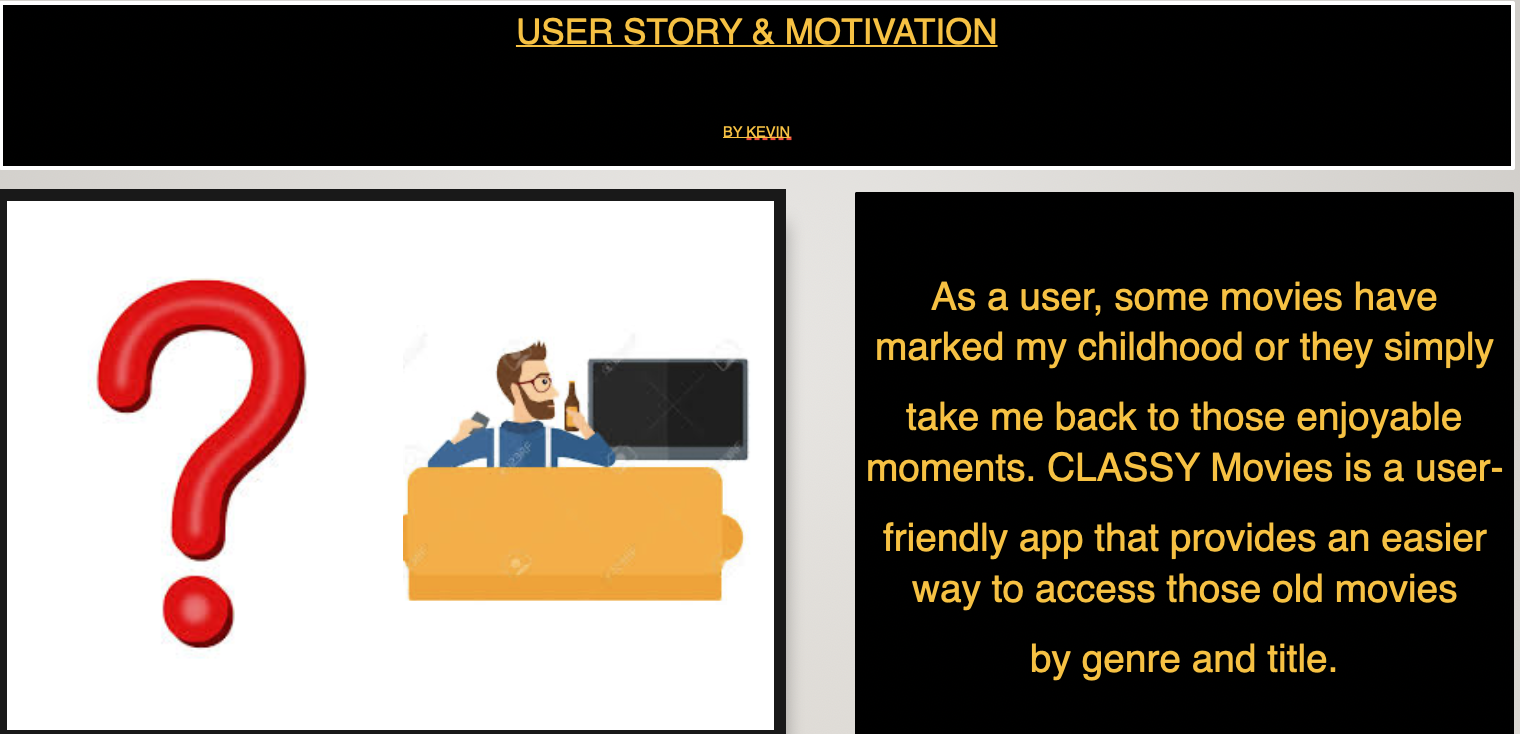 USER STORY & MOTIVATION
BY KEVIN
As a user, some movies have
marked my childhood or they simply
take me back to those enjoyable
moments. CLASSY Movies is a user-
friendly app that provides an easier
way to access those old movies
by genre and title.
123RF